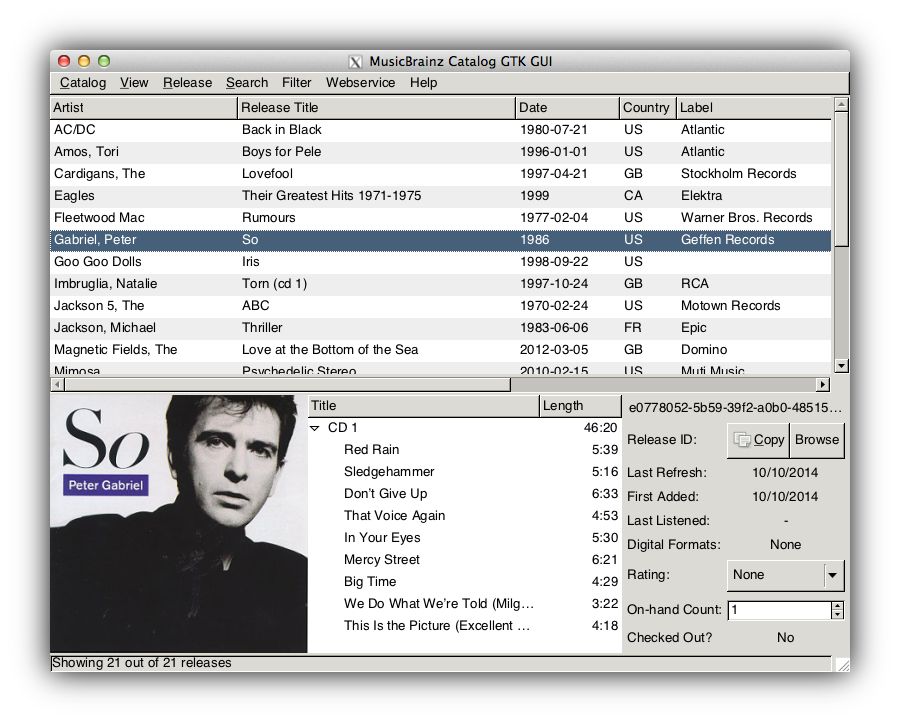 MusicBrainz Catalog GTK GUI
Catalog View Release Search Filter Webservice Help
Artist Release Title Date Country Label
AC/DC Back in Black 1980-07-21 US Atlantic
Amos, Tori Boys for Pele 1996-01-01 US Atlantic
Cardigans, The Lovefool 1997-04-21 GB Stockholm Records
Eagles Their Greatest Hits 1971-1975 1999 CA Elektra
Fleetwood Mac Rumours 1977-02-04 US Warner Bros. Records
Gabriel, Peter So 1986 US Geffen Records
Goo Goo Dolls Iris 1998-09-22 US
Imbruglia, Natalie Torn (cd 1) 1997-10-24 GB RCA
Jackson 5, The ABC 1970-02-24 US Motown Records
Jackson, Michael Thriller 1983-06-06 FR Epic
Magnetic Fields, The Love at the Bottom of the Sea 2012-03-05 GB Domino
Mimosa Psychedelic Stereo 2010-02-15 US Muti Music
So
Peter Gabriel
Title Length
CD 1 46:20
Red Rain 5:39
Sledgehammer 5:16
Don't Give Up 6:33
That Voice Again 4:53
In Your Eyes 5:30
Mercy Street 6:21
Big Time 4:29
We Do What We're Told (Milg... 3:22
This Is the Picture (Excellent ... 4:18
e0778052-5b59-39f2-a0b0-48515...
Release ID: Copy Browse
Last Refresh: 10/10/2014
First Added: 10/10/2014
Last Listened: -
Digital Formats: None
Rating: None
On-hand Count: 1
Checked Out? No
Showing 21 out of 21 releases